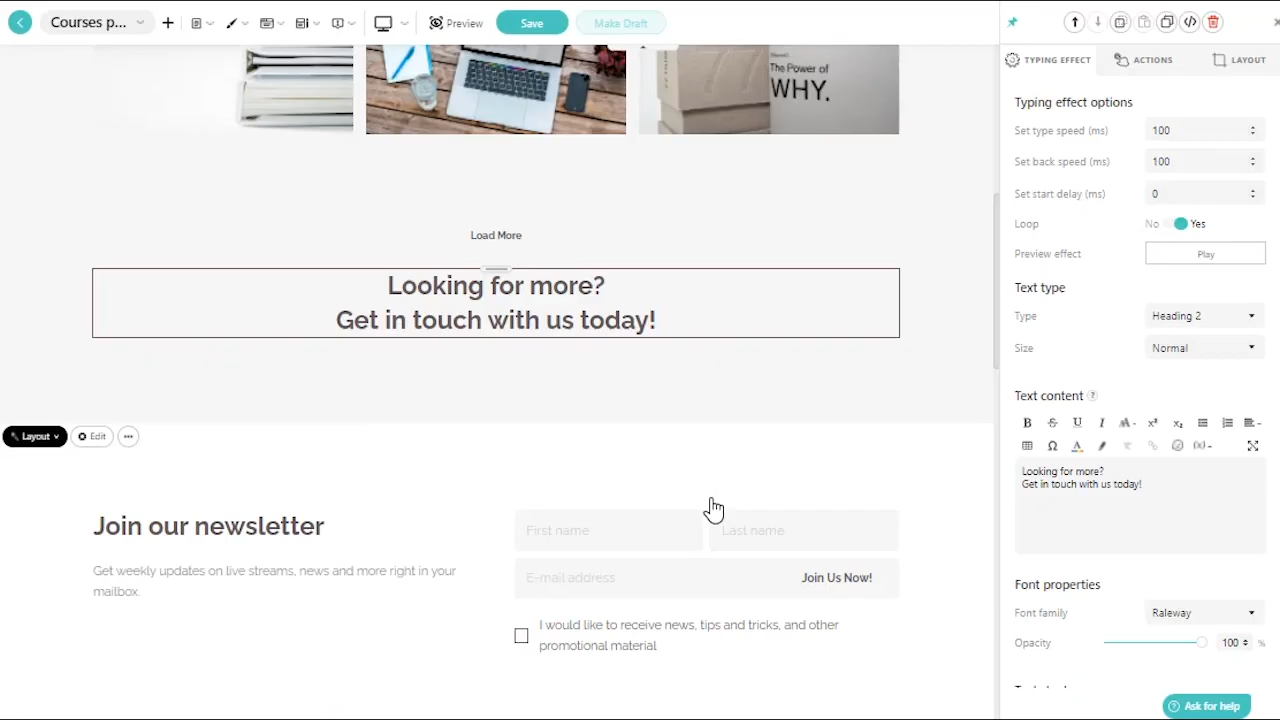 Courses p...
Preview
Save
Make Draft
TYPING EFFECT
ACTIONS
LAYOUT
Typing effect options
Set type speed (ms)
100
Set back speed (ms)
100
Set start delay (ms)
0
Loop
No
Yes
Preview effect
Play
Text type
Type
Heading 2
Size
Normal
Text content ?
Looking for more?
Get in touch with us today!
Font properties
Font family
Raleway
Opacity
100
%
Ask for help
The Power of
WHY.
Load More
Looking for more?
Get in touch with us today!
Layout
Edit
Join our newsletter
Get weekly updates on live streams, news and more right in your
mailbox.
First name
Last name
E-mail address
Join Us Now!
I would like to receive news, tips and tricks, and other
promotional material